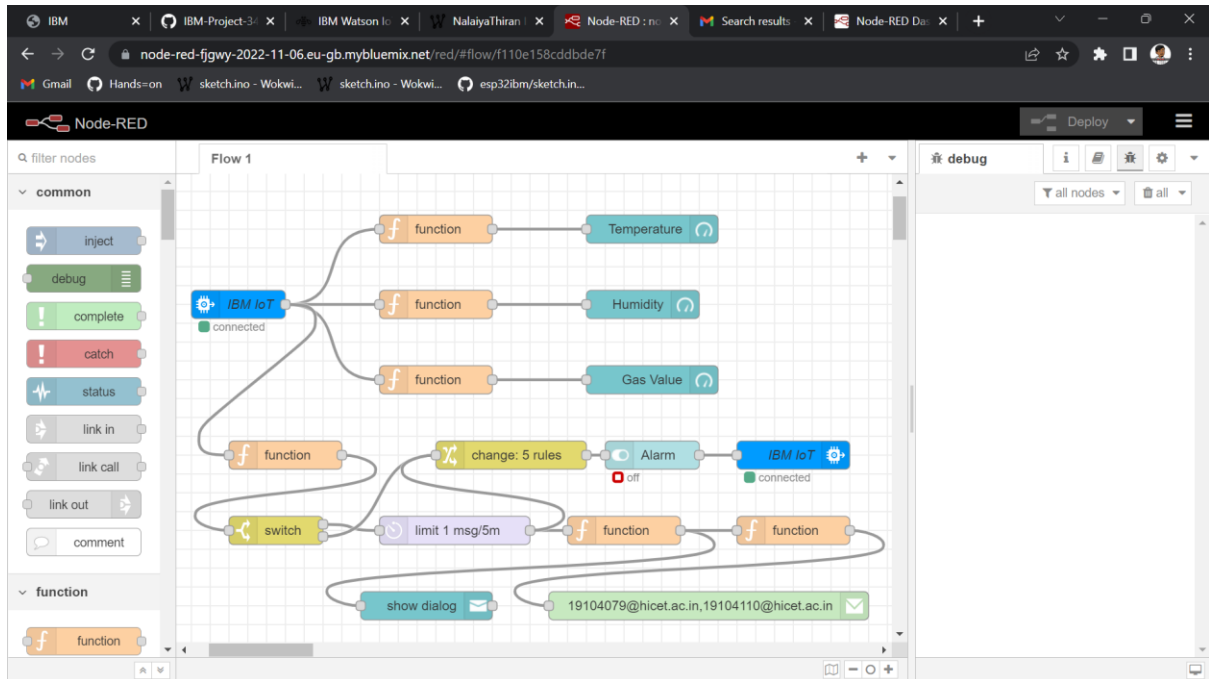 IBM
IBM-Project-34
IBM Watson Io
NalaiyaThiran
Node-RED : no
Search results
Node-RED Das
node-red-fjgwy-2022-11-06.eu-gb.mybluemix.net/red/#flow/f110e158cddbde7f
Gmail
Hands=on
sketch.ino - Wokwi...
sketch.ino - Wokwi...
esp32ibm/sketch.in...
Node-RED
Deploy
filter nodes
Flow 1
debug
i
all nodes
all
common
inject
debug
complete
catch
status
link in
link call
link out
comment
function
function
function
Temperature
IBM IoT
connected
function
Humidity
function
Gas Value
function
change: 5 rules
Alarm
off
IBM IoT
connected
switch
limit 1 msg/5m
function
function
show dialog
19104079@hicet.ac.in,19104110@hicet.ac.in